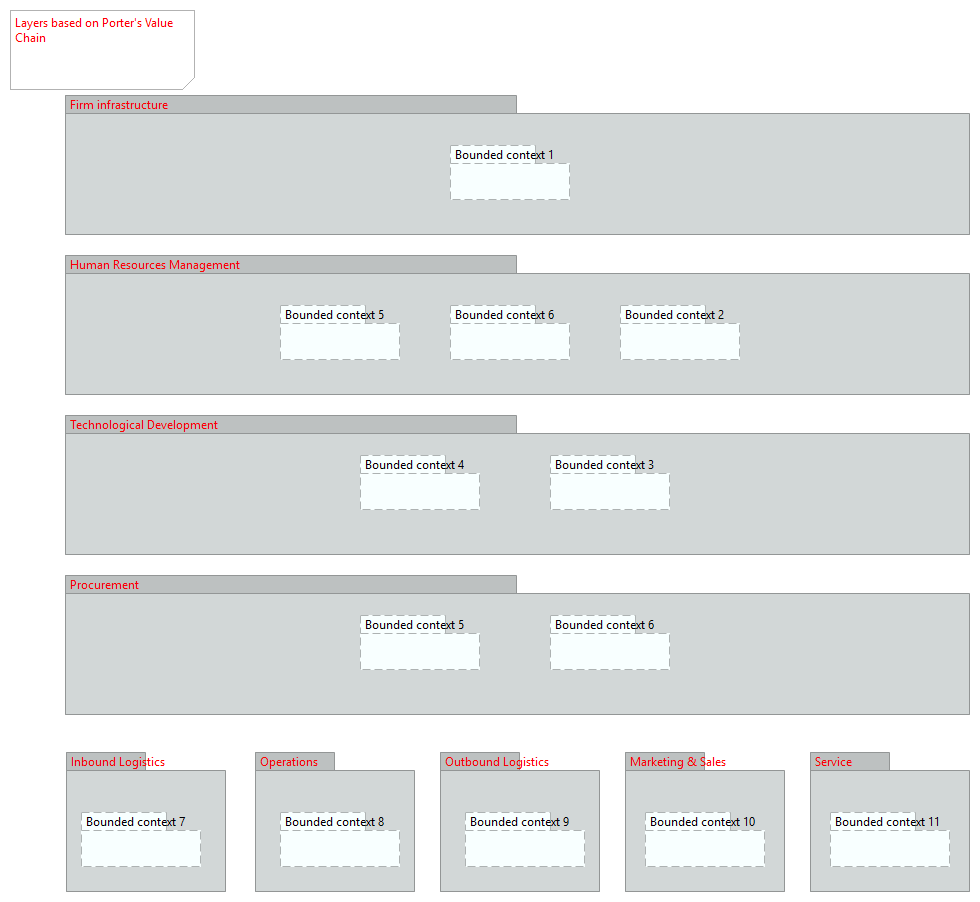 Layers based on Porter's Value
Chain
Firm infrastructure
Bounded context 1
Human Resources Management
Bounded context 5
Bounded context 6
Bounded context 2
Technological Development
Bounded context 4
Bounded context 3
Procurement
Bounded context 5
Bounded context 6
Inbound Logistics
Operations
Outbound Logistics
Marketing & Sales
Service
Bounded context 7
Bounded context 8
Bounded context 9
Bounded context 10
Bounded context 11